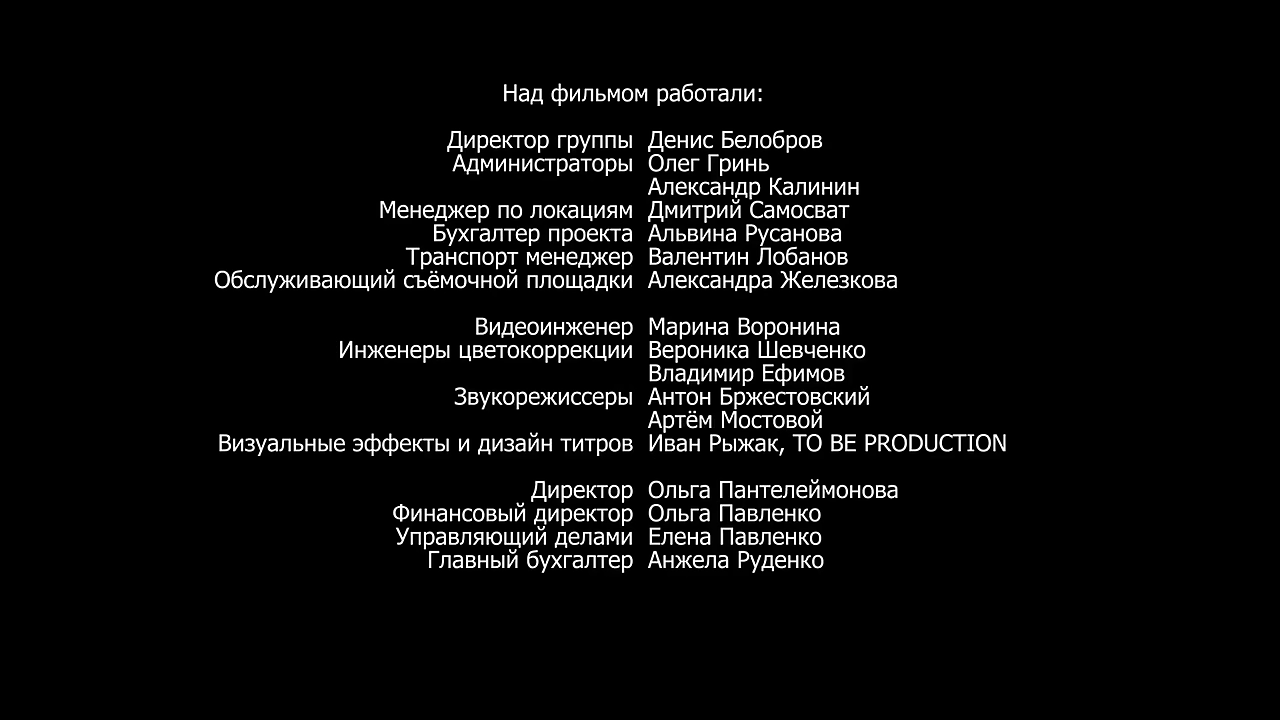 Над фильмом работали:
Директор группы Денис Белобров
Администраторы Олег Гринь
Александр Калинин
Менеджер по локациям Дмитрий Самосват
Бухгалтер проекта Альвина Русанова
Транспорт менеджер Валентин Лобанов
Обслуживающий съёмочной площадки Александра Железкова
Видеоинженер Марина Воронина
Инженеры цветокоррекции Вероника Шевченко
Владимир Ефимов
Звукорежиссеры Антон Бржестовский
Артём Мостовой
Визуальные эффекты и дизайн титров Иван Рыжак, TO BE PRODUCTION
Директор Ольга Пантелеймонова
Финансовый директор Ольга Павленко
Управляющий делами Елена Павленко
Главный бухгалтер Анжела Руденко